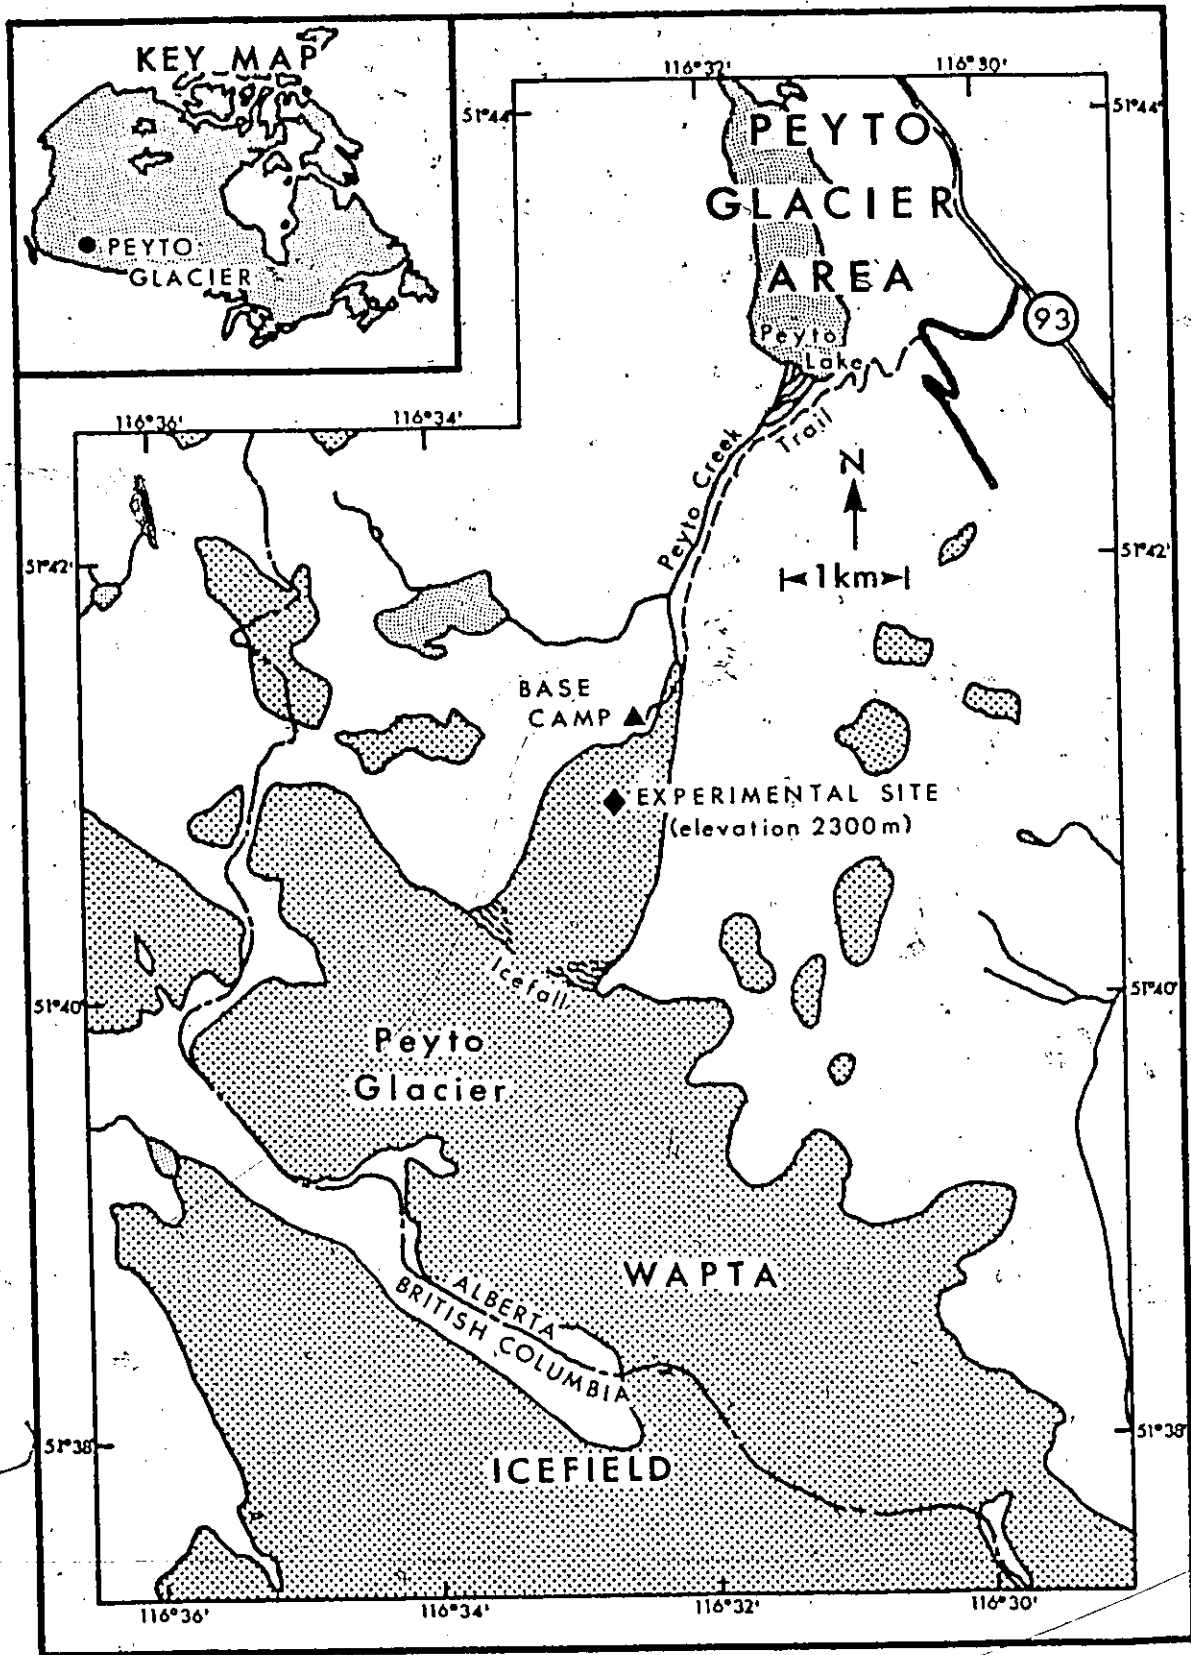 KEY MAP
PEYTO
GLACIER
116°32'
116°30'
51°44'
51°44'
PEYTO
GLACIER
AREA
93
Peyto
Lake
116°36'
116°34'
Trail
Peyto Creek
N
1km
51°42'
51°42'
BASE
CAMP
EXPERIMENTAL SITE
(elevation 2300m)
Icefall
51°40'
51°40'
Peyto
Glacier
WAPTA
ALBERTA
BRITISH COLUMBIA
51°38'
51°38'
ICEFIELD
116°36'
116°34'
116°32'
116°30'